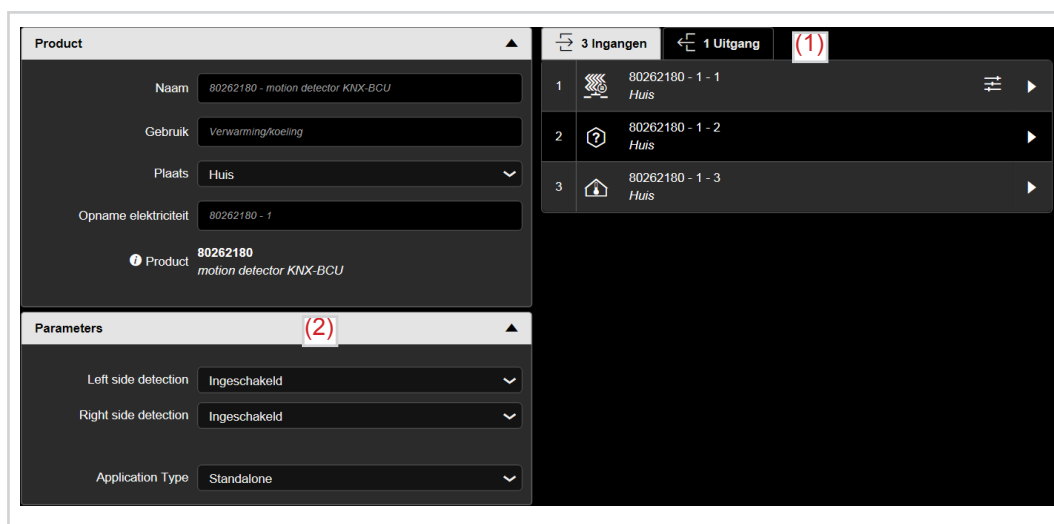 Product
Naam 80262180 - motion detector KNX-BCU
Gebruik Verwarming/koeling
Plaats Huis
Opname elektriciteit 80262180 - 1
Product 80262180
motion detector KNX-BCU
Parameters (2)
Left side detection Ingeschakeld
Right side detection Ingeschakeld
Application Type Standalone
3 Ingangen 1 Uitgang (1)
1 80262180 - 1 - 1
Huis
2 80262180 - 1 - 2
Huis
3 80262180 - 1 - 3
Huis